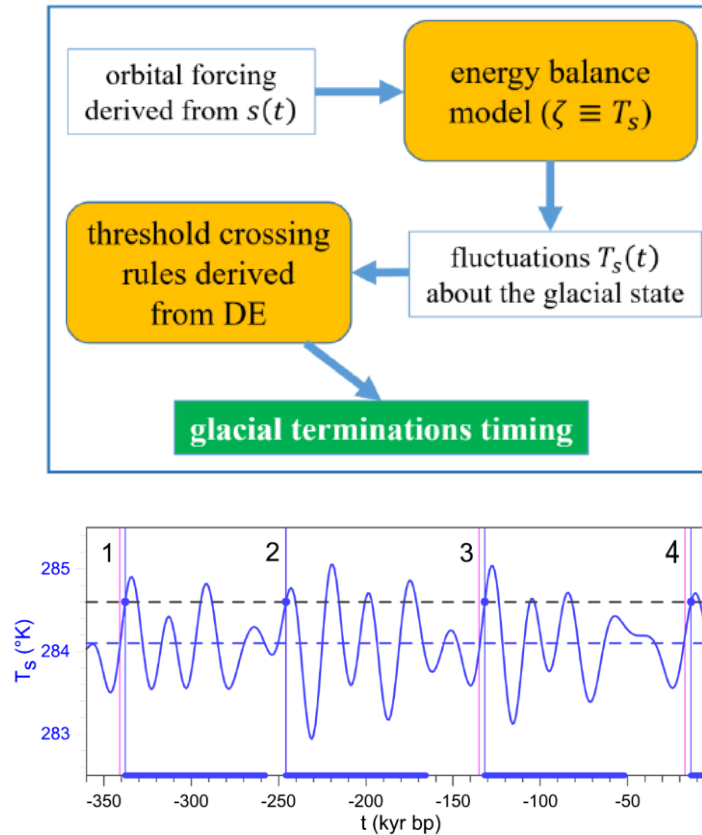 orbital forcing
derived from s(t)
energy balance
model (ζ ≡ Tₛ)
threshold crossing
rules derived
from DE
fluctuations Tₛ(t)
about the glacial state
glacial terminations timing
1
2
3
4
285
284
283
Tₛ (°K)
-350
-300
-250
-200
-150
-100
-50
t (kyr bp)